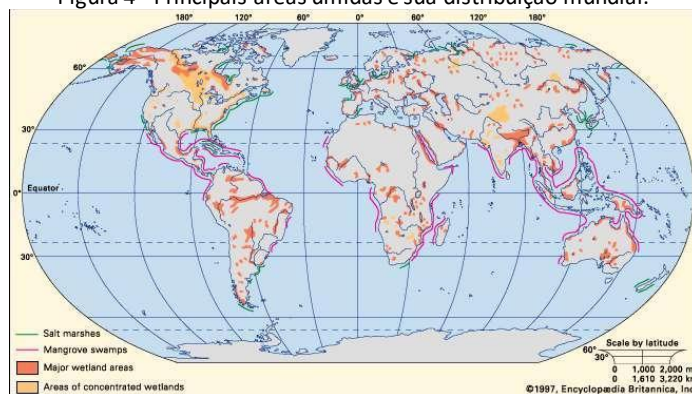 Figura 4 - Principais áreas úmidas e sua distribuição mundial.
180° 120° 60° 0° 60° 120° 180°
60°
30°
Equator
0°
30°
Salt marshes
Mangrove swamps
Major wetland areas
Areas of concentrated wetlands
Scale by latitude
60°
30°
0 1,000 2,000 m
0 1,610 3,220 k
©1997, Encyclopædia Britannica, Inc